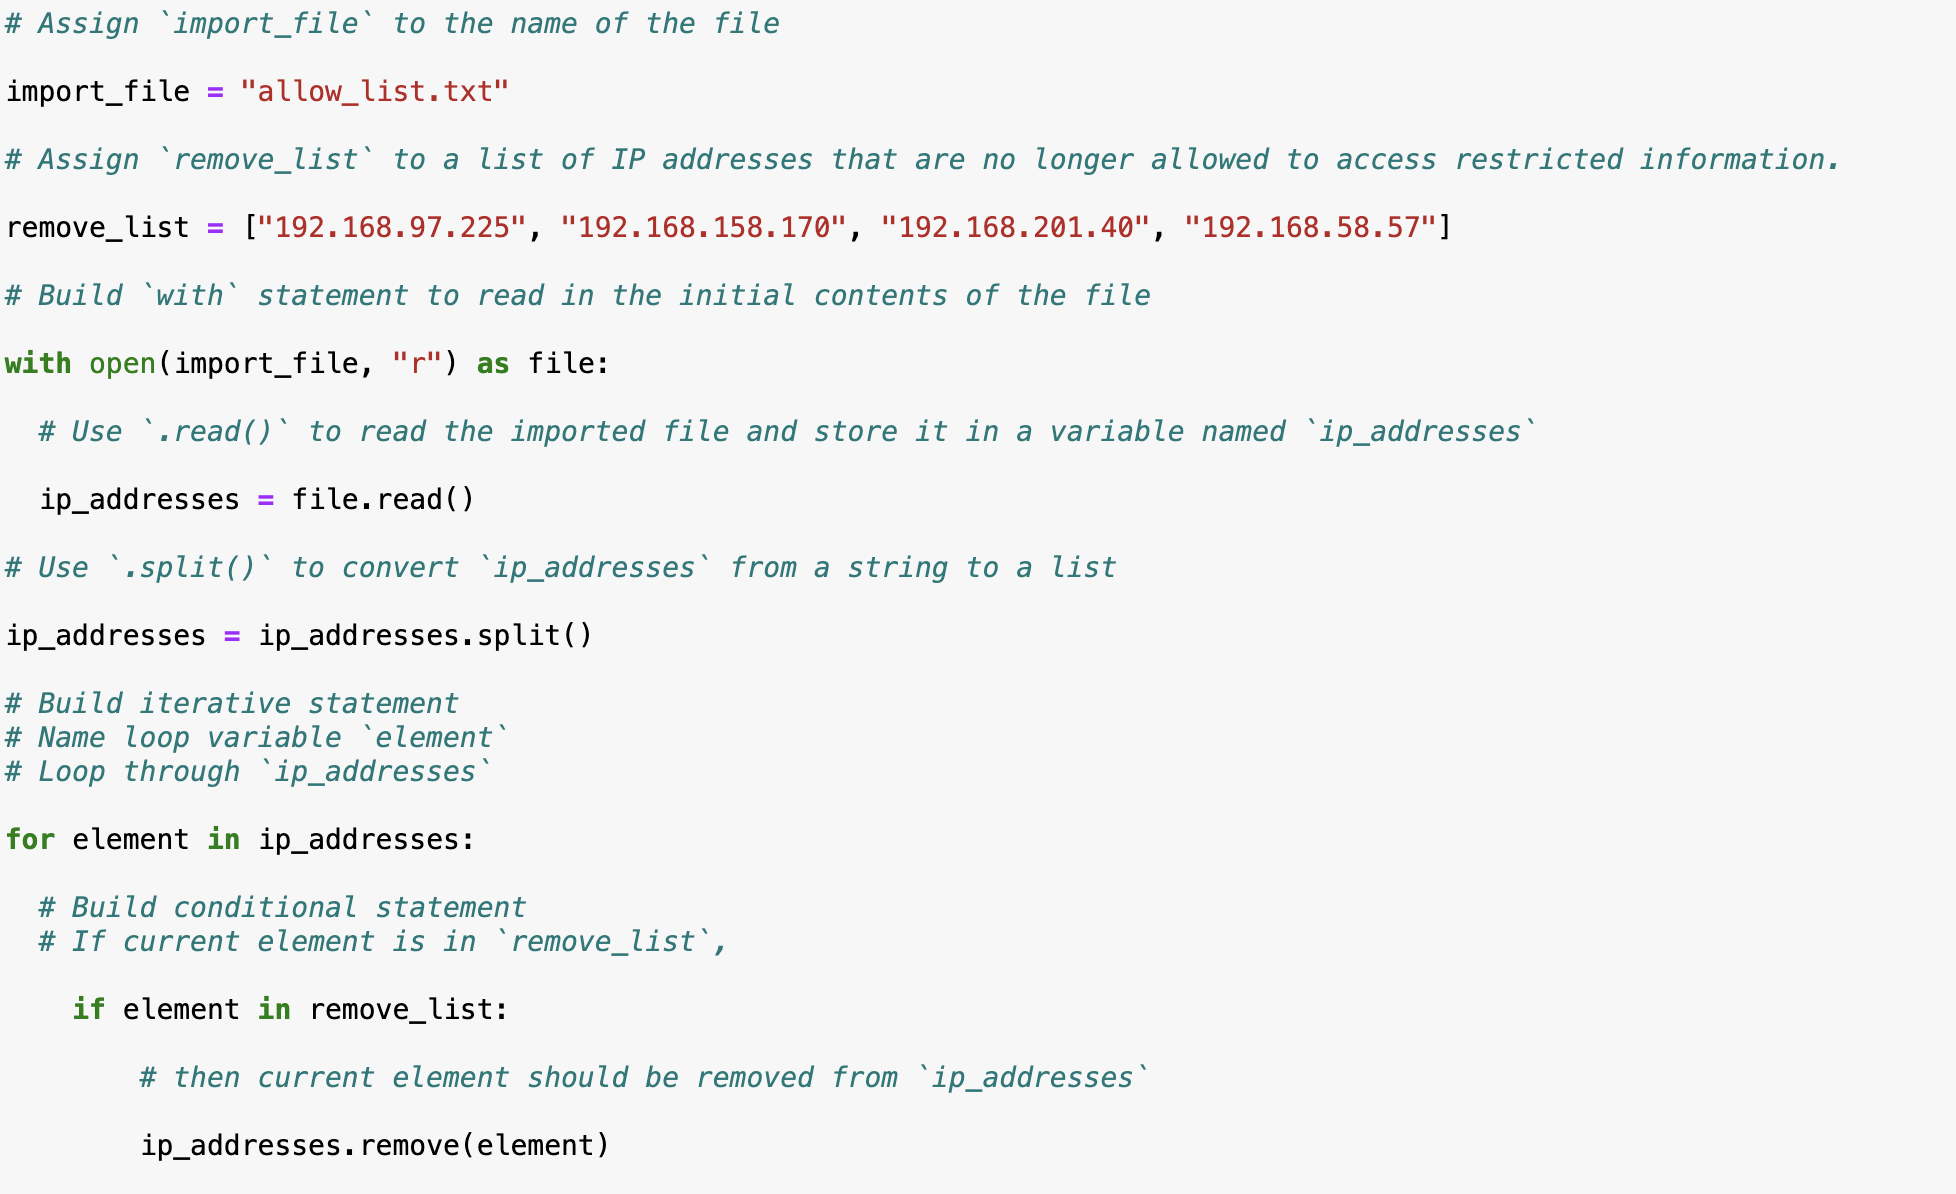 # Assign `import_file` to the name of the file
import_file = "allow_list.txt"
# Assign `remove_list` to a list of IP addresses that are no longer allowed to access restricted information.
remove_list = ["192.168.97.225", "192.168.158.170", "192.168.201.40", "192.168.58.57"]
# Build `with` statement to read in the initial contents of the file
with open(import_file, "r") as file:
  # Use `.read()` to read the imported file and store it in a variable named `ip_addresses`
  ip_addresses = file.read()
# Use `.split()` to convert `ip_addresses` from a string to a list
ip_addresses = ip_addresses.split()
# Build iterative statement
# Name loop variable `element`
# Loop through `ip_addresses`
for element in ip_addresses:
  # Build conditional statement
  # If current element is in `remove_list`,
    if element in remove_list:
        # then current element should be removed from `ip_addresses`
        ip_addresses.remove(element)